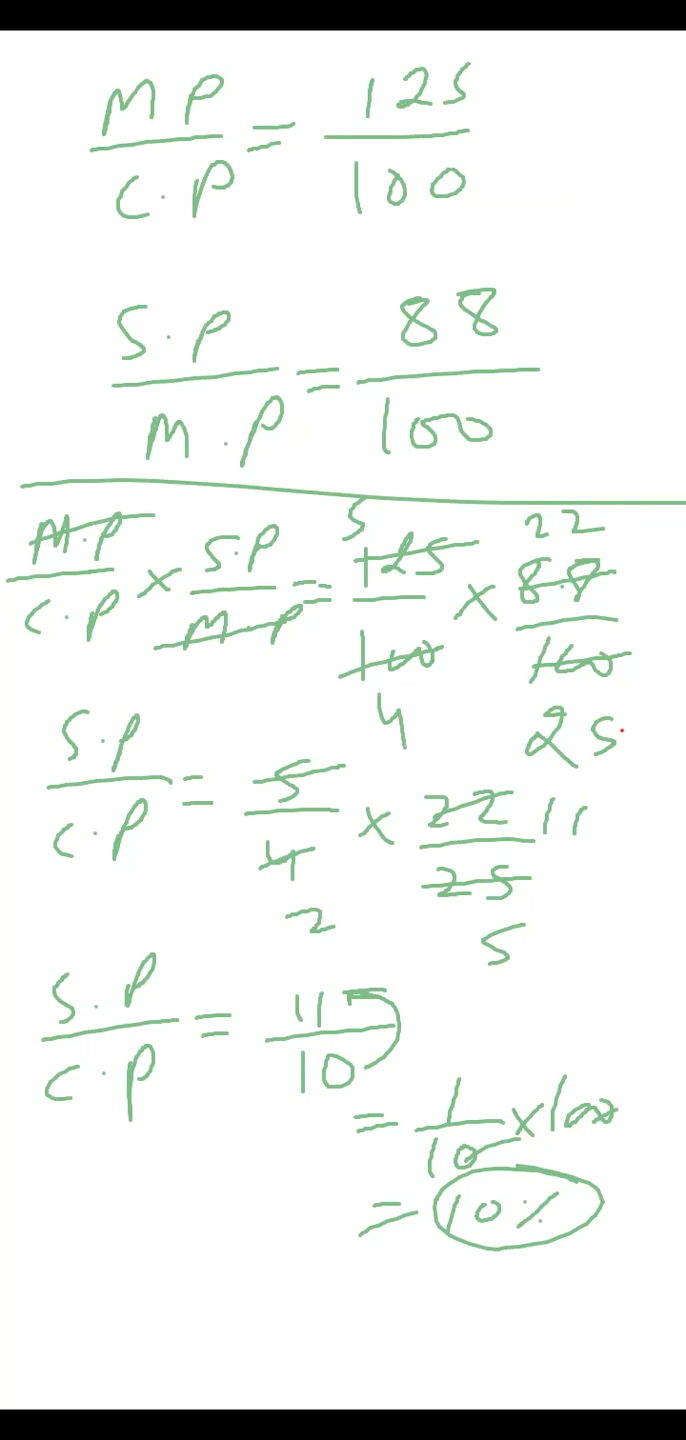 M P / C.P = 125 / 100
S.P / M.P = 88 / 100
M.P / C.P × S.P / M.P = 5 125 / 100 4 × 22 88 / 100 25
S.P / C.P = 5 / 4 2 × 22 11 / 25 5
S.P / C.P = 11 / 10
= 1 / 10 × 100
= 10%